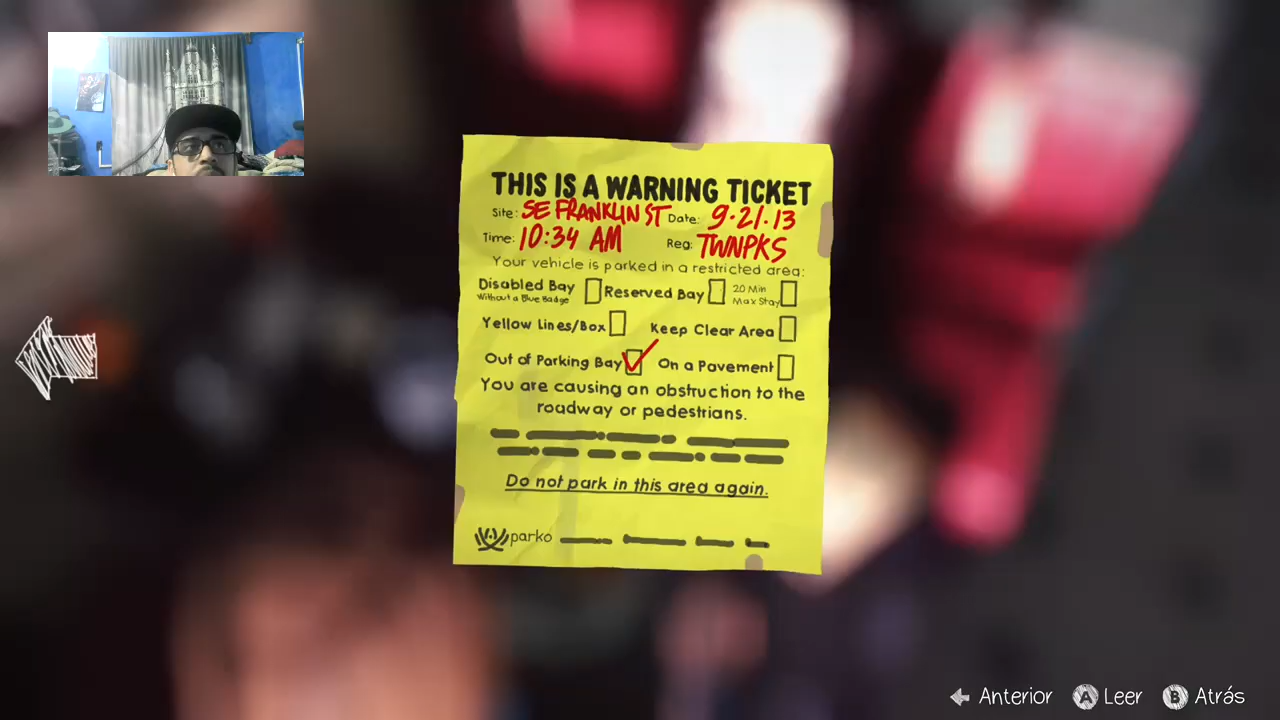 THIS IS A WARNING TICKET
Site: SE FRANKLIN ST Date: 9.21.13
Time: 10:34 AM Reg: TWNPKS
Your vehicle is parked in a restricted area:
Disabled Bay Reserved Bay 20 Min
Without a Blue Badge Max Stay
Yellow Lines/Box Keep Clear Area
Out of Parking Bay On a Pavement
You are causing an obstruction to the
roadway or pedestrians.
Do not park in this area again.
parko
Anterior A Leer B Atrás